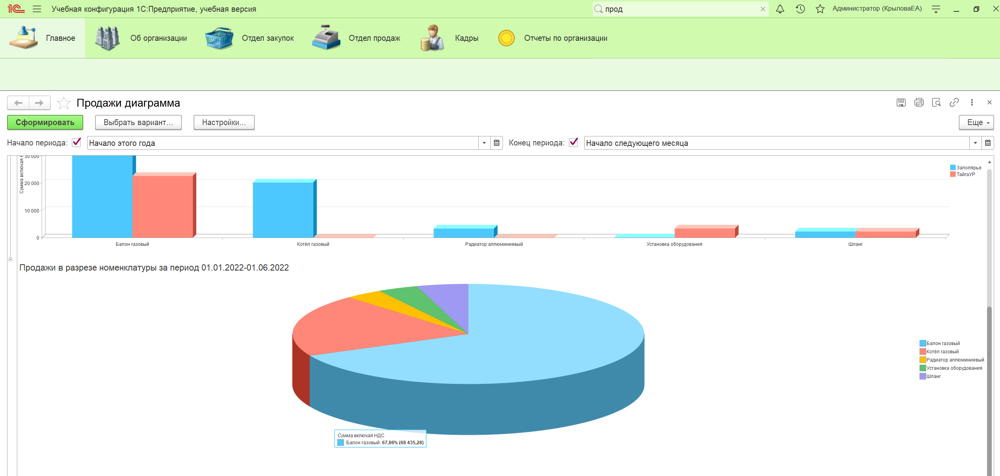 1С
Учебная конфигурация 1С:Предприятие, учебная версия
прод
Администратор (КрыловаЕА)
Главное
Об организации
Отдел закупок
Отдел продаж
Кадры
Отчеты по организации
Продажи диаграмма
Сформировать
Выбрать вариант...
Настройки...
Еще
Начало периода:
Начало этого года
Конец периода:
Начало следующего месяца
Сумма включая
30 000
20 000
10 000
0
Заполярье
ТайгаУР
Балон газовый
Котёл газовый
Радиатор аллюминиевый
Установка оборудования
Шланг
Продажи в разрезе номенклатуры за период 01.01.2022-01.06.2022
Балон газовый
Котёл газовый
Радиатор аллюминиевый
Установка оборудования
Шланг
Сумма включая НДС
Балон газовый: 67,86% (68 435,28)